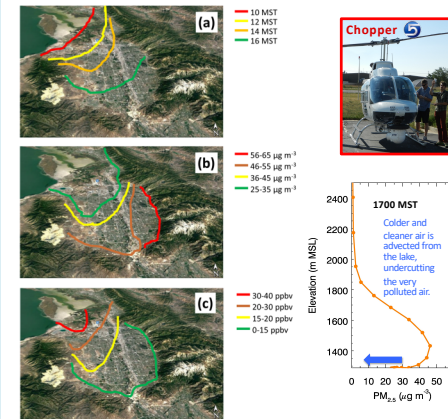 (a)
10 MST
12 MST
14 MST
16 MST
(b)
56-65 μg m⁻³
46-55 μg m⁻³
36-45 μg m⁻³
25-35 μg m⁻³
(c)
30-40 ppbv
20-30 ppbv
15-20 ppbv
0-15 ppbv
Chopper 5
1700 MST
Colder and
cleaner air is
advected from
the lake,
undercutting
the very
polluted air.
Elevation (m MSL)
2400
2200
2000
1800
1600
1400
0 10 20 30 40 50
PM₂.₅ (μg m⁻³)